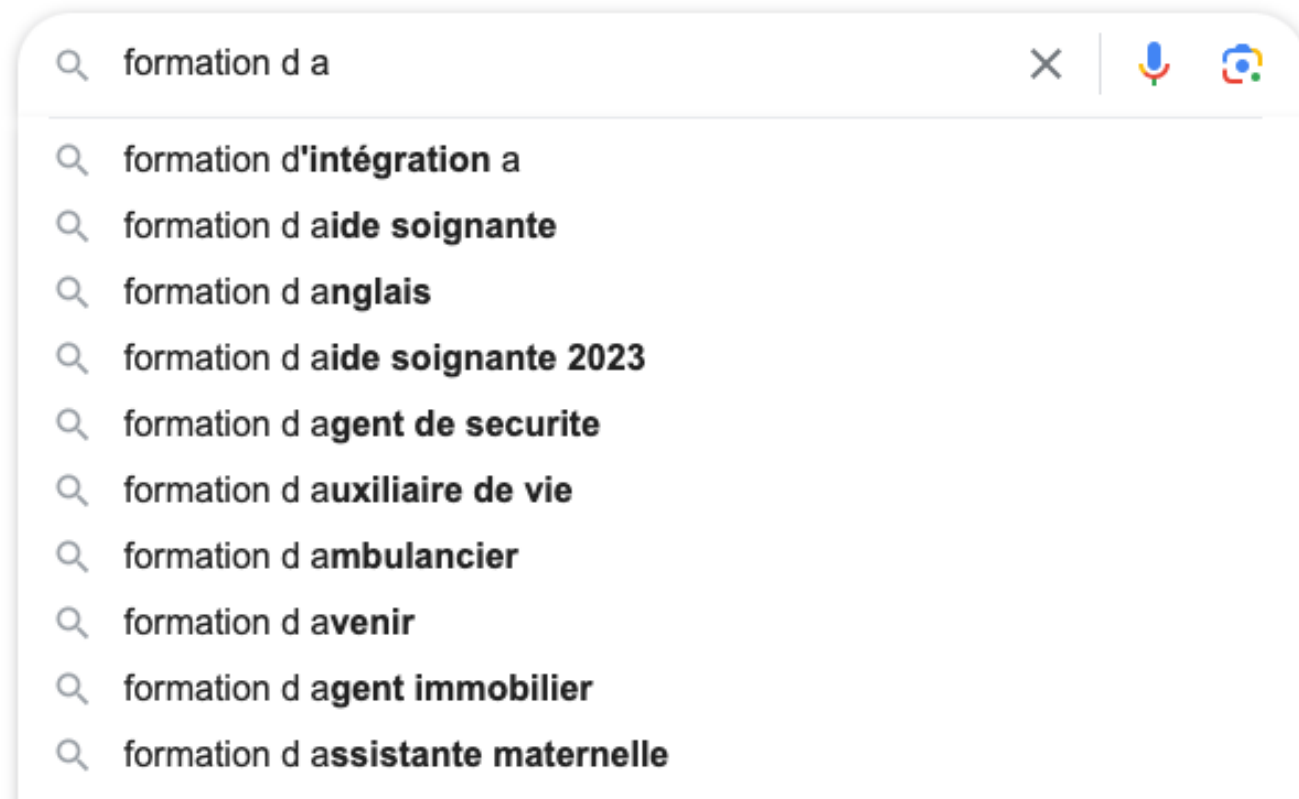 formation d a
formation d'intégration a
formation d aide soignante
formation d anglais
formation d aide soignante 2023
formation d agent de securite
formation d auxiliaire de vie
formation d ambulancier
formation d avenir
formation d agent immobilier
formation d assistante maternelle